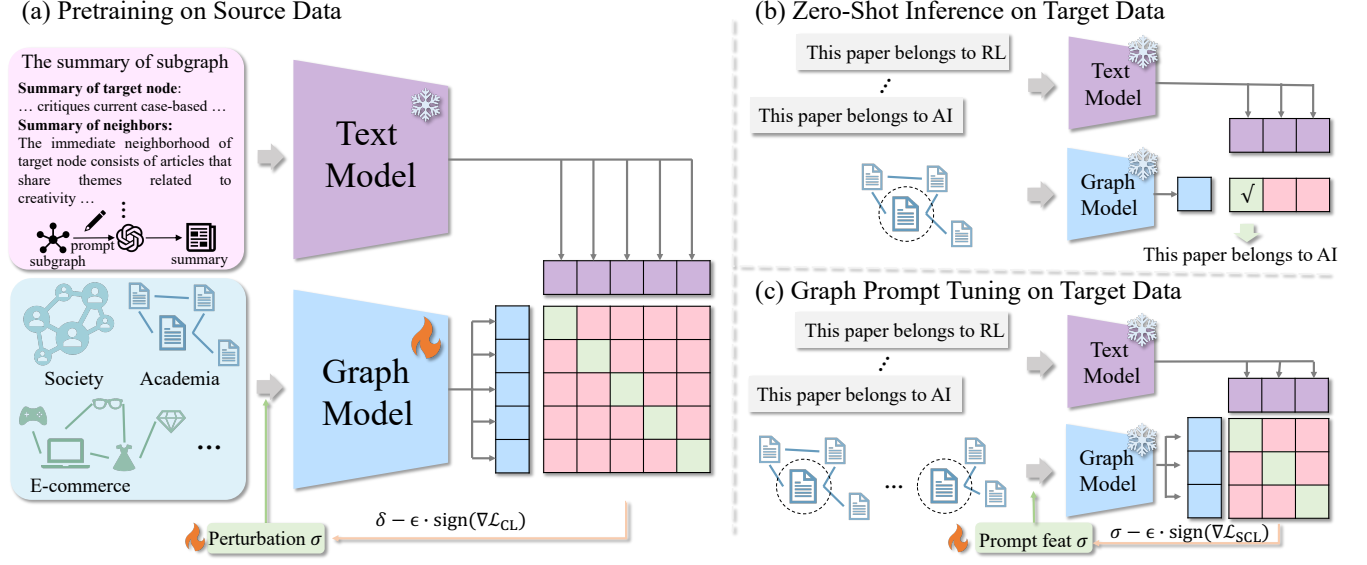 (a) Pretraining on Source Data
The summary of subgraph
Summary of target node:
… critiques current case-based …
Summary of neighbors:
The immediate neighborhood of
target node consists of articles that
share themes related to
creativity …
prompt
subgraph
summary
Text
Model
Society
Academia
E-commerce
Graph
Model
Perturbation σ
δ − ϵ · sign(∇ℒ_CL)
(b) Zero-Shot Inference on Target Data
This paper belongs to RL
This paper belongs to AI
Text
Model
Graph
Model
√
This paper belongs to AI
(c) Graph Prompt Tuning on Target Data
This paper belongs to RL
This paper belongs to AI
Text
Model
Graph
Model
...
Prompt feat σ
σ − ϵ · sign(∇ℒ_SCL)